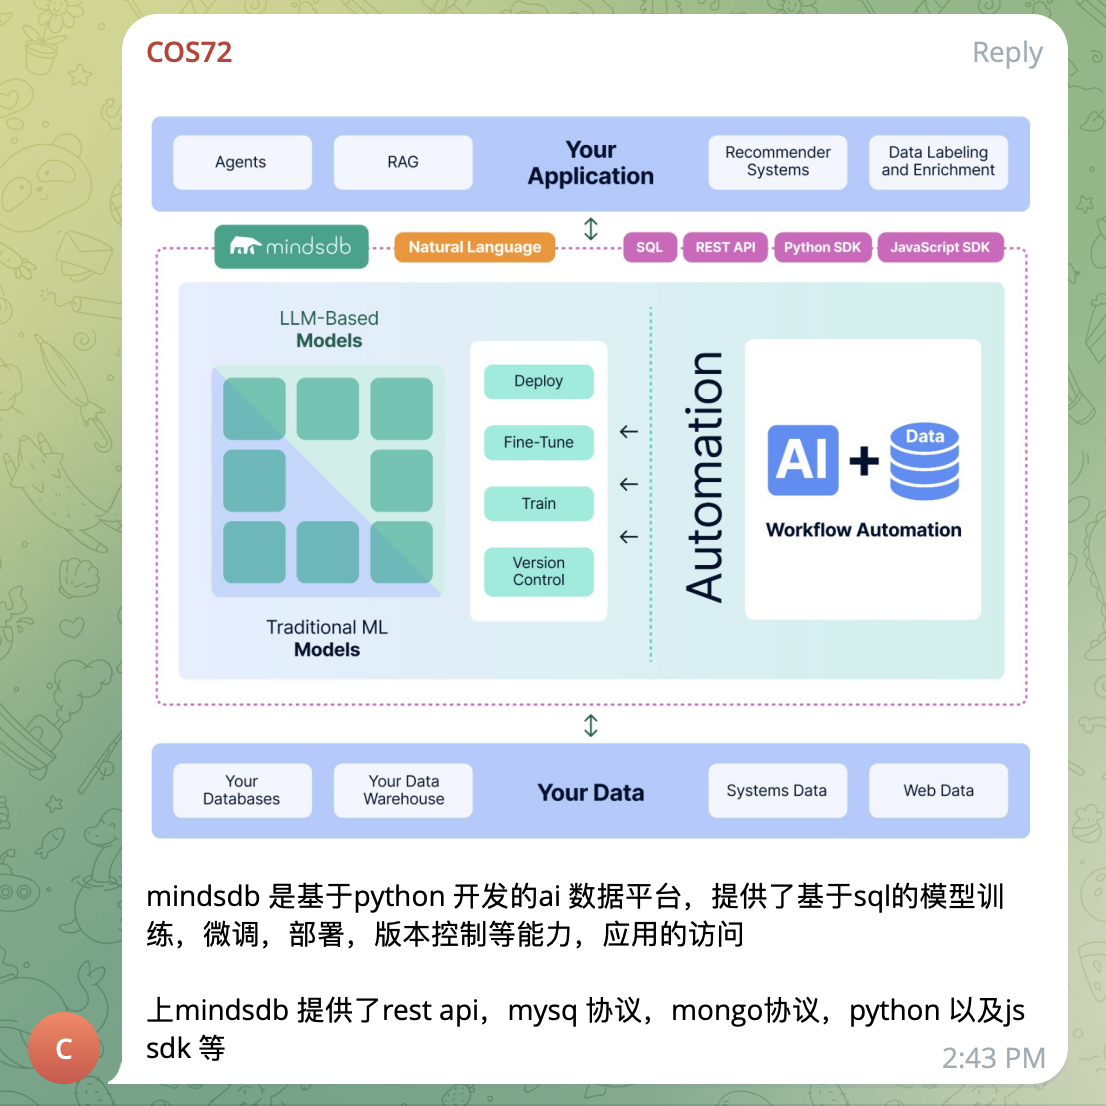 COS72
Reply
Agents
RAG
Your
Application
Recommender
Systems
Data Labeling
and Enrichment
mindsdb
Natural Language
SQL
REST API
Python SDK
JavaScript SDK
LLM-Based
Models
Deploy
Fine-Tune
Train
Version
Control
Traditional ML
Models
Automation
AI
+
Data
Workflow Automation
Your
Databases
Your Data
Warehouse
Your Data
Systems Data
Web Data
mindsdb 是基于python 开发的ai 数据平台，提供了基于sql的模型训
练，微调，部署，版本控制等能力，应用的访问
上mindsdb 提供了rest api，mysq 协议，mongo协议，python 以及js
sdk 等
C
2:43 PM